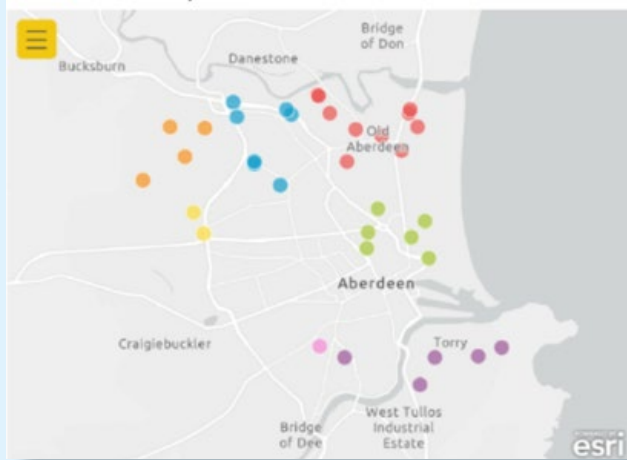 Bridge
of Don
Danestone
Bucksburn
Old
Aberdeen
Aberdeen
Craigiebuckler
Torry
Bridge
of Dee
West Tullos
Industrial
Estate
esri